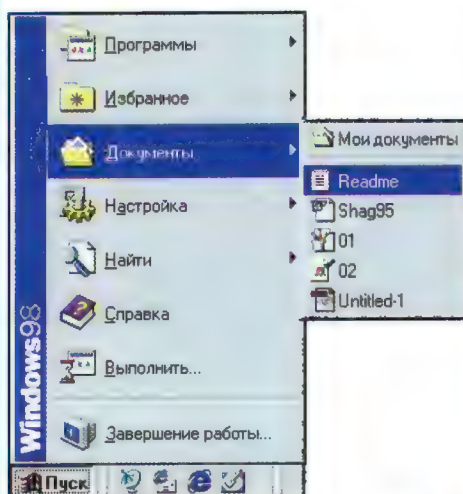 Программы
Избранное
Документы
Настройка
Найти
Справка
Выполнить...
Завершение работы...
Windows98
Пуск
Мои документы
Readme
Shag95
01
02
Untitled-1